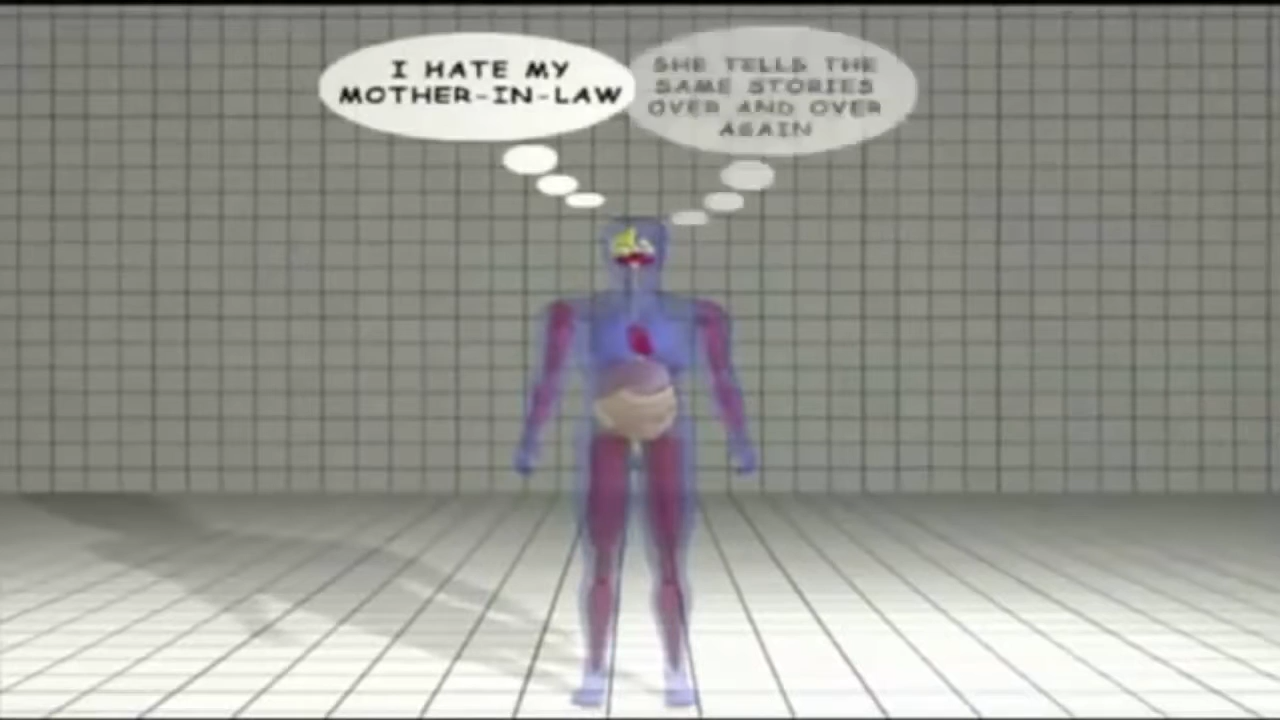 I HATE MY
MOTHER-IN-LAW
SHE TELLS THE
SAME STORIES
OVER AND OVER
AGAIN